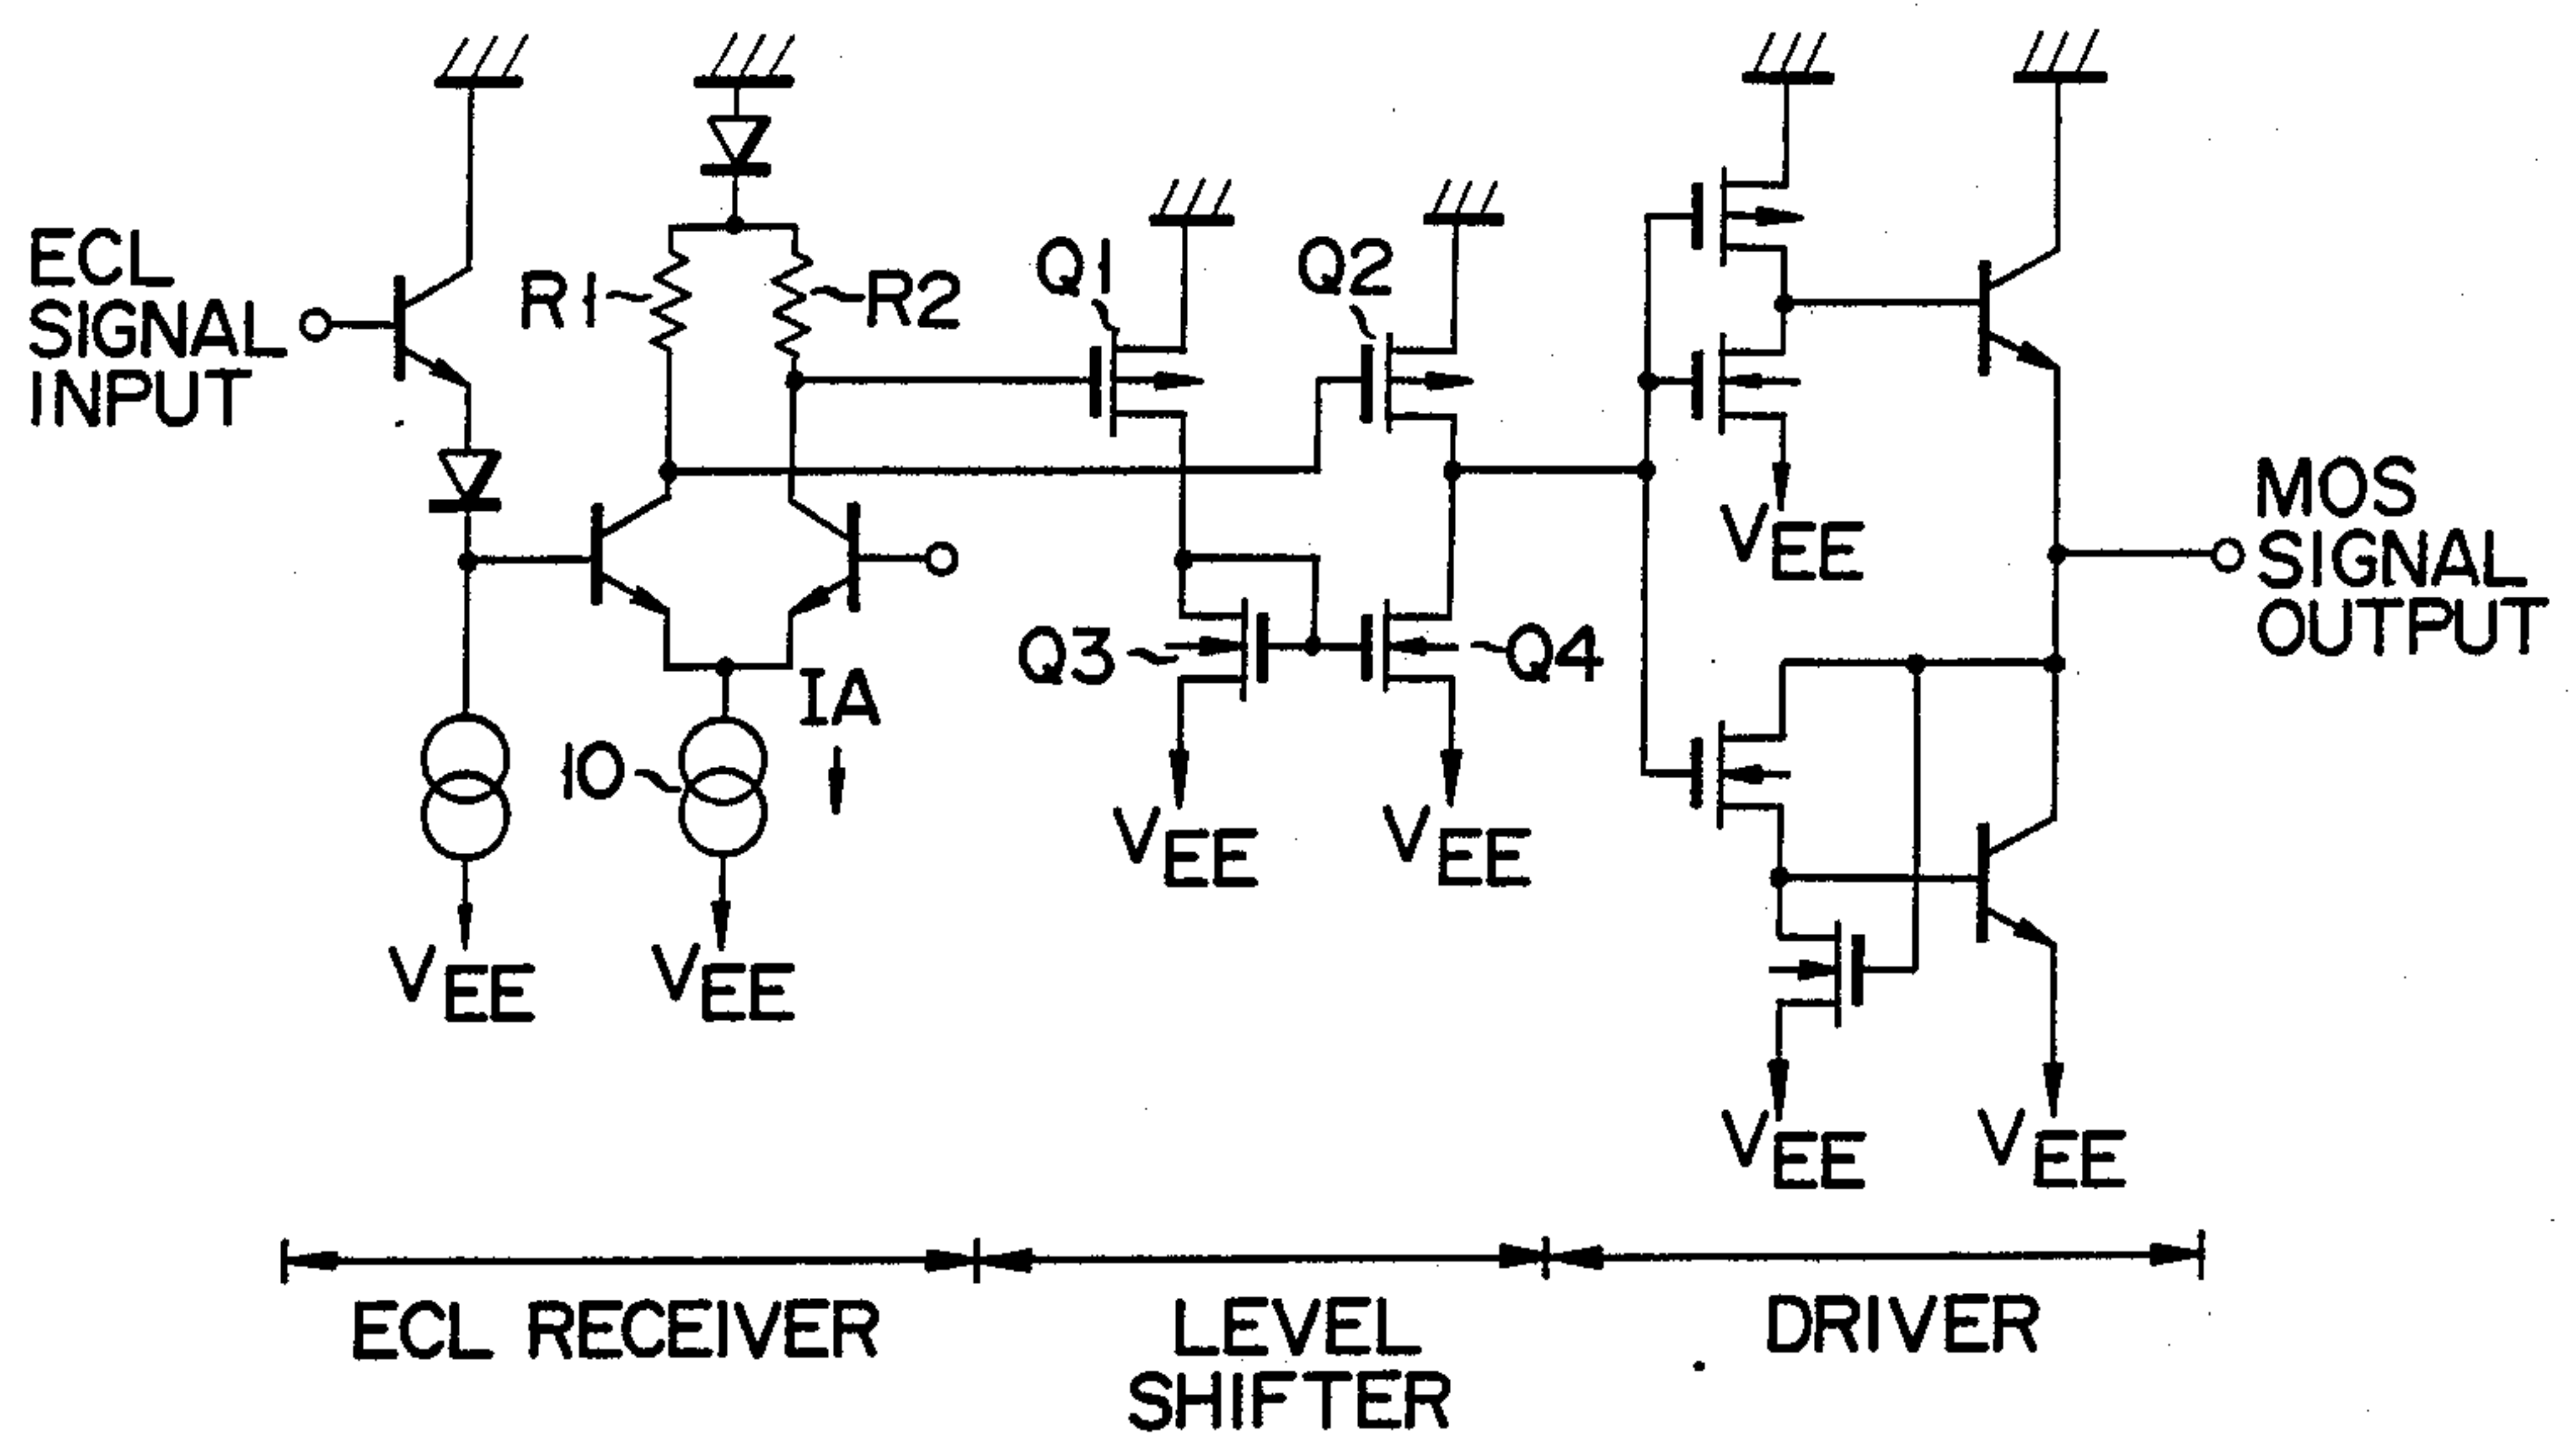 ECL
SIGNAL
INPUT
R1
R2
Q1
Q2
Q3
Q4
10
IA
VEE
VEE
VEE
VEE
VEE
VEE
VEE
MOS
SIGNAL
OUTPUT
ECL RECEIVER
LEVEL
SHIFTER
DRIVER